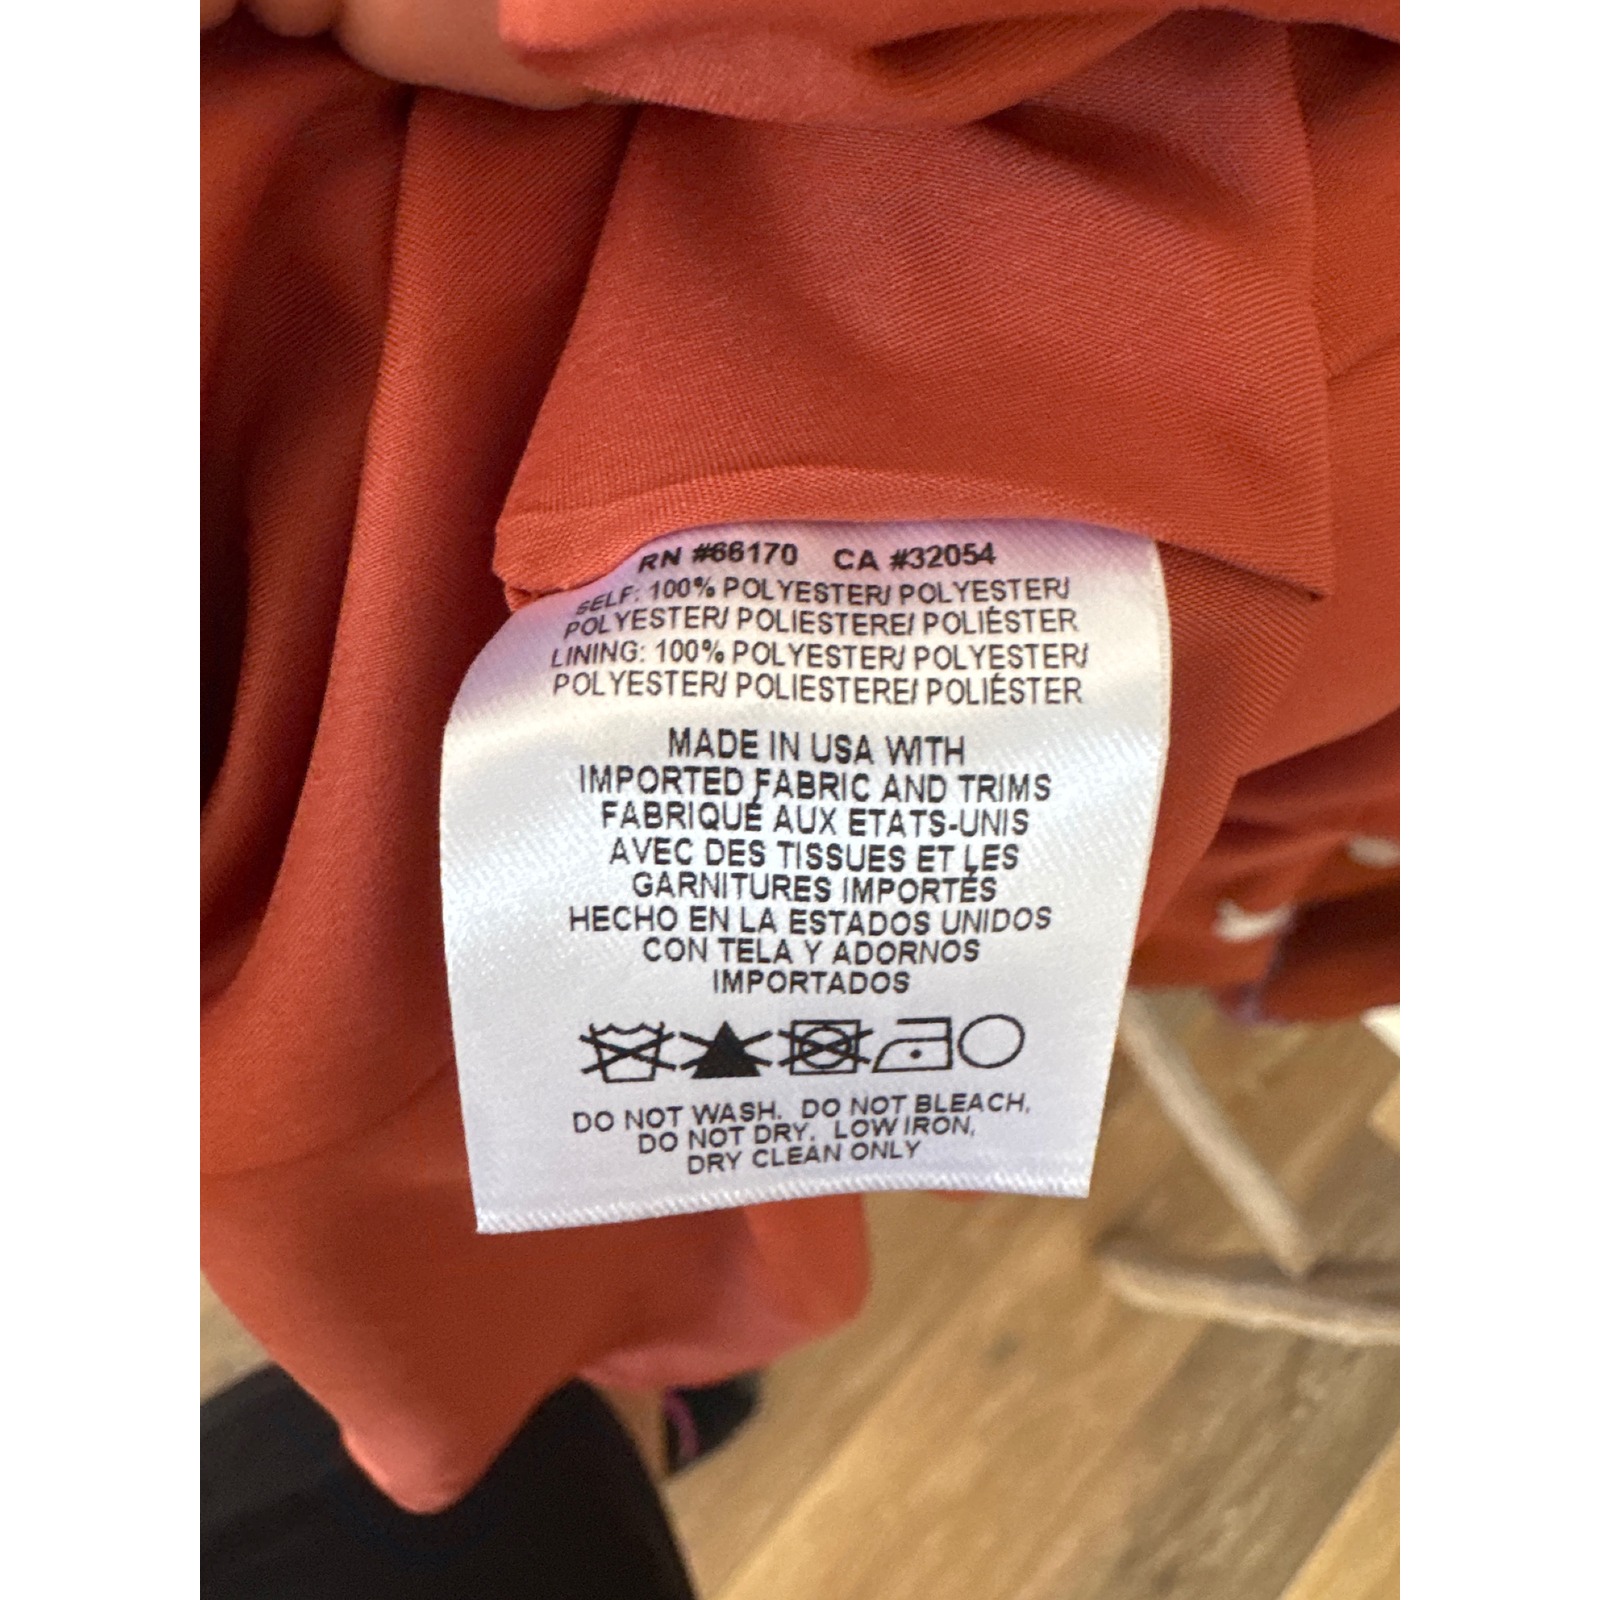 RN #66170 CA #32054
SELF: 100% POLYESTER/ POLYESTER/
POLYESTER/ POLIESTERE/ POLIÉSTER
LINING: 100% POLYESTER/ POLYESTER/
POLYESTER/ POLIESTERE/ POLIÉSTER
MADE IN USA WITH
IMPORTED FABRIC AND TRIMS
FABRIQUÉ AUX ETATS-UNIS
AVEC DES TISSUES ET LES
GARNITURES IMPORTÉS
HECHO EN LA ESTADOS UNIDOS
CON TELA Y ADORNOS
IMPORTADOS
DO NOT WASH. DO NOT BLEACH,
DO NOT DRY, LOW IRON,
DRY CLEAN ONLY